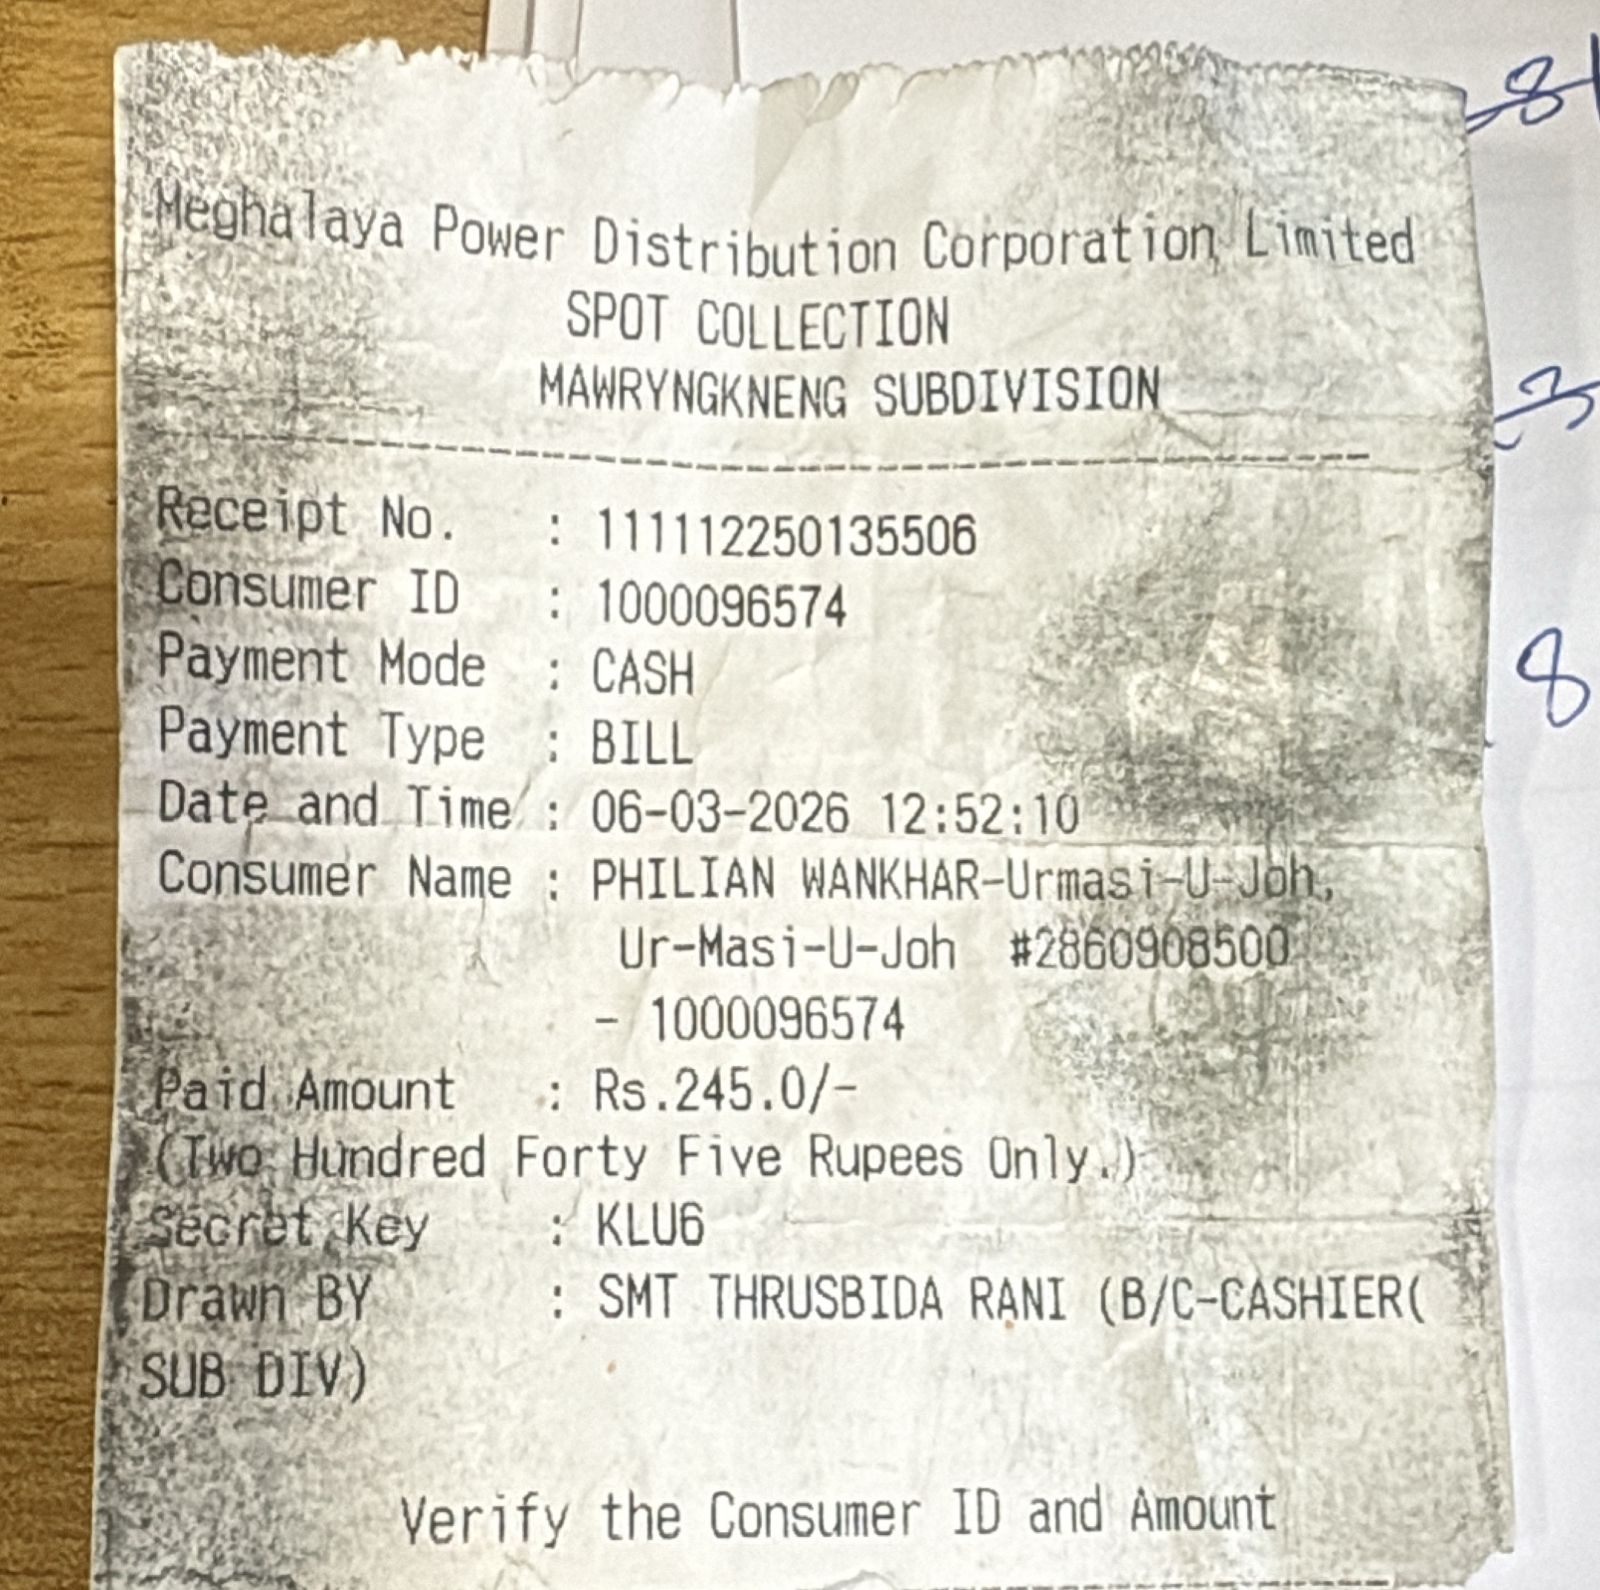 Meghalaya Power Distribution Corporation Limited
SPOT COLLECTION
MAWRYNGKNENG SUBDIVISION
Receipt No. : 111112250135506
Consumer ID : 1000096574
Payment Mode : CASH
Payment Type : BILL
Date and Time : 06-03-2026 12:52:10
Consumer Name : PHILIAN WANKHAR-Urmasi-U-Joh,
Ur-Masi-U-Joh #2860908500
- 1000096574
Paid Amount : Rs.245.0/-
(Two Hundred Forty Five Rupees Only.)
Secret Key : KLU6
Drawn BY : SMT THRUSBIDA RANI (B/C-CASHIER(
SUB DIV)
Verify the Consumer ID and Amount
8